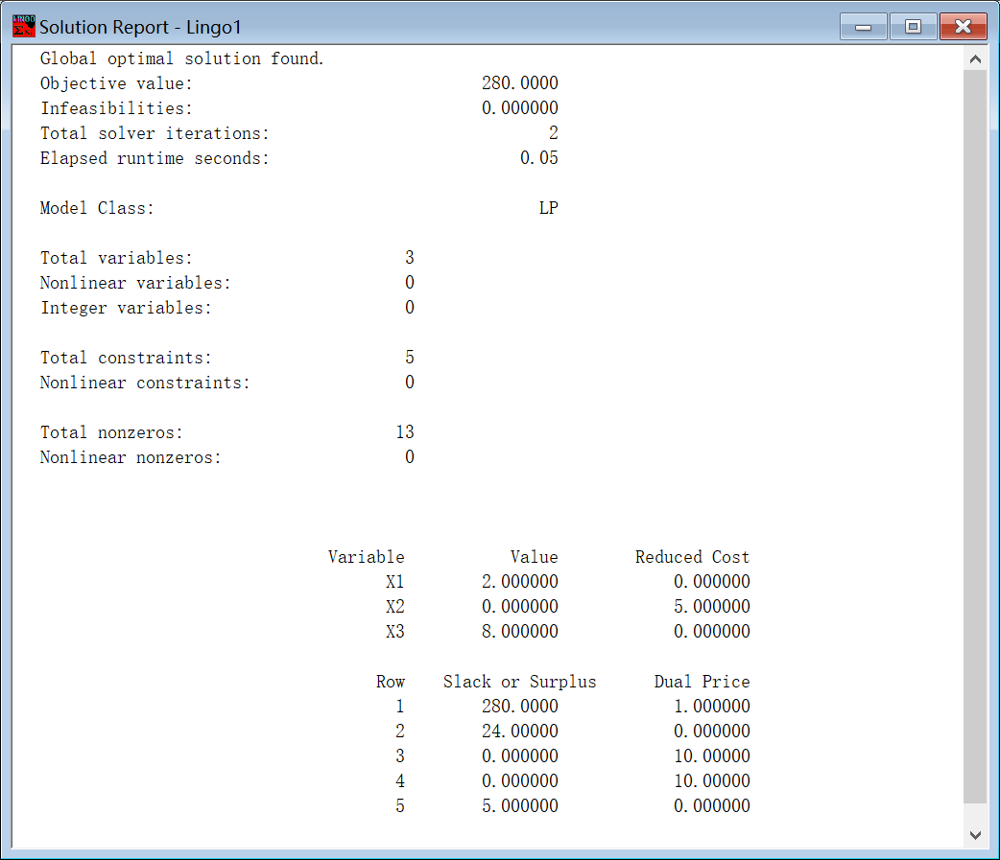 Solution Report - Lingo1
Global optimal solution found.
Objective value: 280.0000
Infeasibilities: 0.000000
Total solver iterations: 2
Elapsed runtime seconds: 0.05
Model Class: LP
Total variables: 3
Nonlinear variables: 0
Integer variables: 0
Total constraints: 5
Nonlinear constraints: 0
Total nonzeros: 13
Nonlinear nonzeros: 0
Variable Value Reduced Cost
X1 2.000000 0.000000
X2 0.000000 5.000000
X3 8.000000 0.000000
Row Slack or Surplus Dual Price
1 280.0000 1.000000
2 24.00000 0.000000
3 0.000000 10.00000
4 0.000000 10.00000
5 5.000000 0.000000